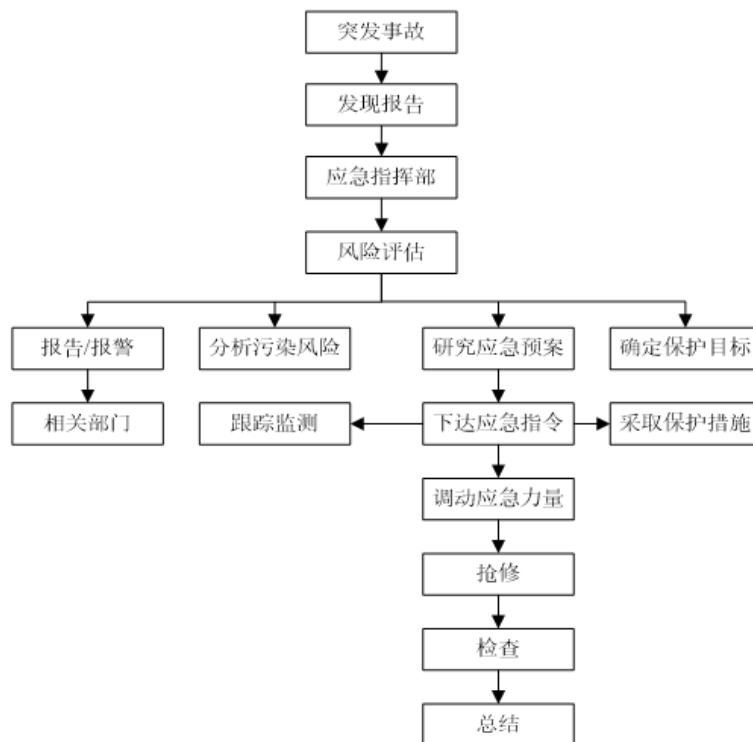 突发事故
发现报告
应急指挥部
风险评估
报告/报警
分析污染风险
研究应急预案
确定保护目标
相关部门
跟踪监测
下达应急指令
采取保护措施
调动应急力量
抢修
检查
总结